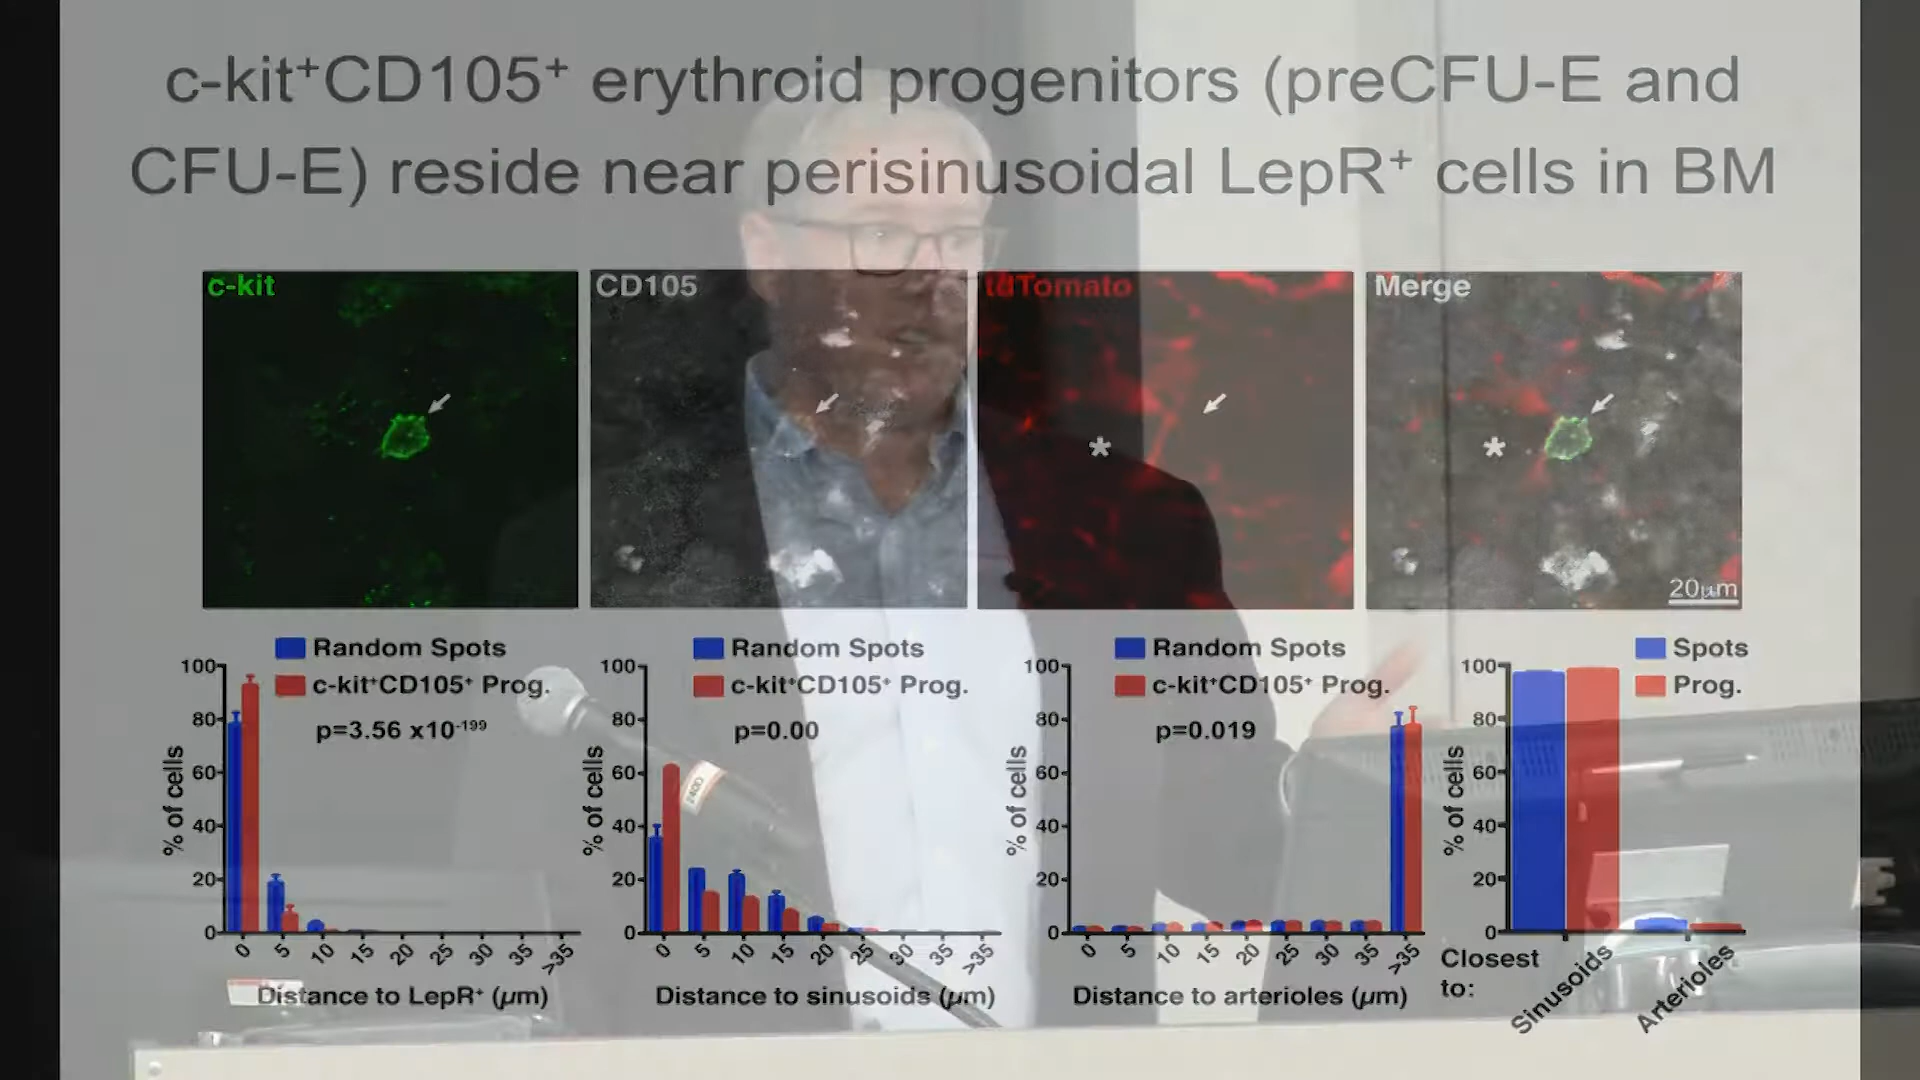 c-kit⁺CD105⁺ erythroid progenitors (preCFU-E and
CFU-E) reside near perisinusoidal LepR⁺ cells in BM
c-kit
CD105
tdTomato
Merge
*
*
20µm
Random Spots
c-kit⁺CD105⁺ Prog.
p=3.56 x10⁻¹⁹⁹
% of cells
100
80
60
40
20
0
0 5 10 15 20 25 30 35 >35
Distance to LepR⁺ (µm)
Random Spots
c-kit⁺CD105⁺ Prog.
p=0.00
% of cells
100
80
60
40
20
0
0 5 10 15 20 25 30 35 >35
Distance to sinusoids (µm)
Random Spots
c-kit⁺CD105⁺ Prog.
p=0.019
% of cells
100
80
60
40
20
0
0 5 10 15 20 25 30 35 >35
Distance to arterioles (µm)
Spots
Prog.
% of cells
100
80
60
40
20
0
Closest
to:
Sinusoids
Arterioles